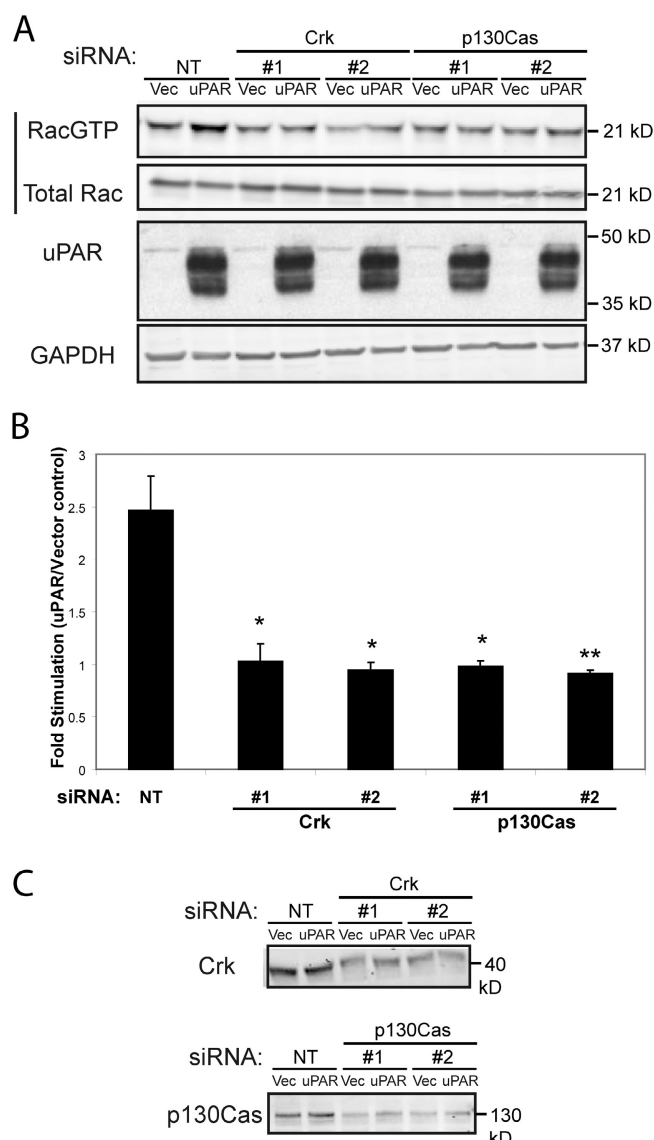 A
Crk p130Cas
siRNA: NT #1 #2 #1 #2
Vec uPAR Vec uPAR Vec uPAR Vec uPAR Vec uPAR
RacGTP 21 kD
Total Rac 21 kD
uPAR 50 kD
35 kD
GAPDH 37 kD
B
Fold Stimulation (uPAR/Vector control)
3
2.5
2
1.5
1
0.5
0
* * * **
siRNA: NT #1 #2 #1 #2
Crk p130Cas
C
Crk
siRNA: NT #1 #2
Vec uPAR Vec uPAR Vec uPAR
Crk 40
kD
p130Cas
siRNA: NT #1 #2
Vec uPAR Vec uPAR Vec uPAR
p130Cas 130
kD